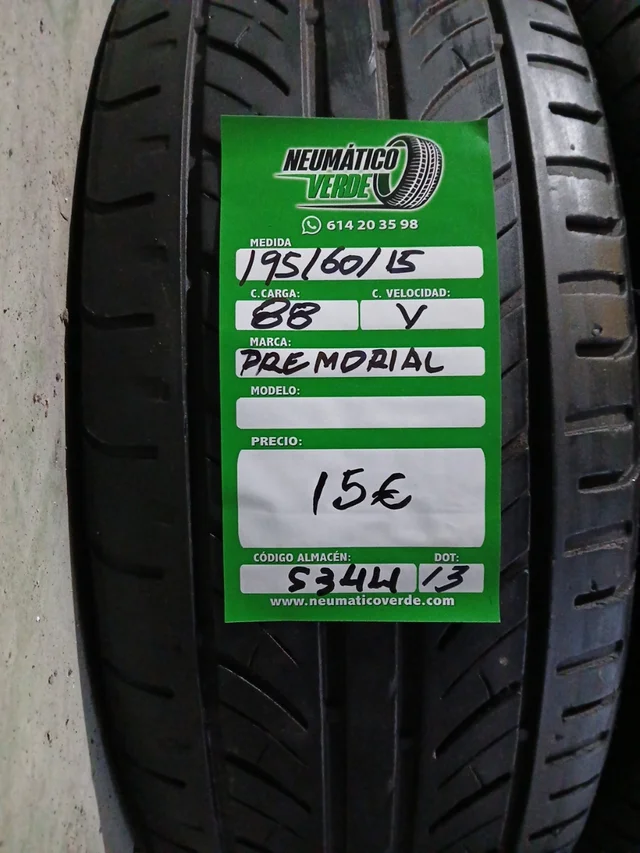 NEUMÁTICO
VERDE
614 20 35 98
MEDIDA
195/60/15
C.CARGA: C. VELOCIDAD:
88 V
MARCA:
PREMORIAL
MODELO:
PRECIO:
15€
CÓDIGO ALMACÉN: DOT:
5344 13
www.neumaticoverde.com